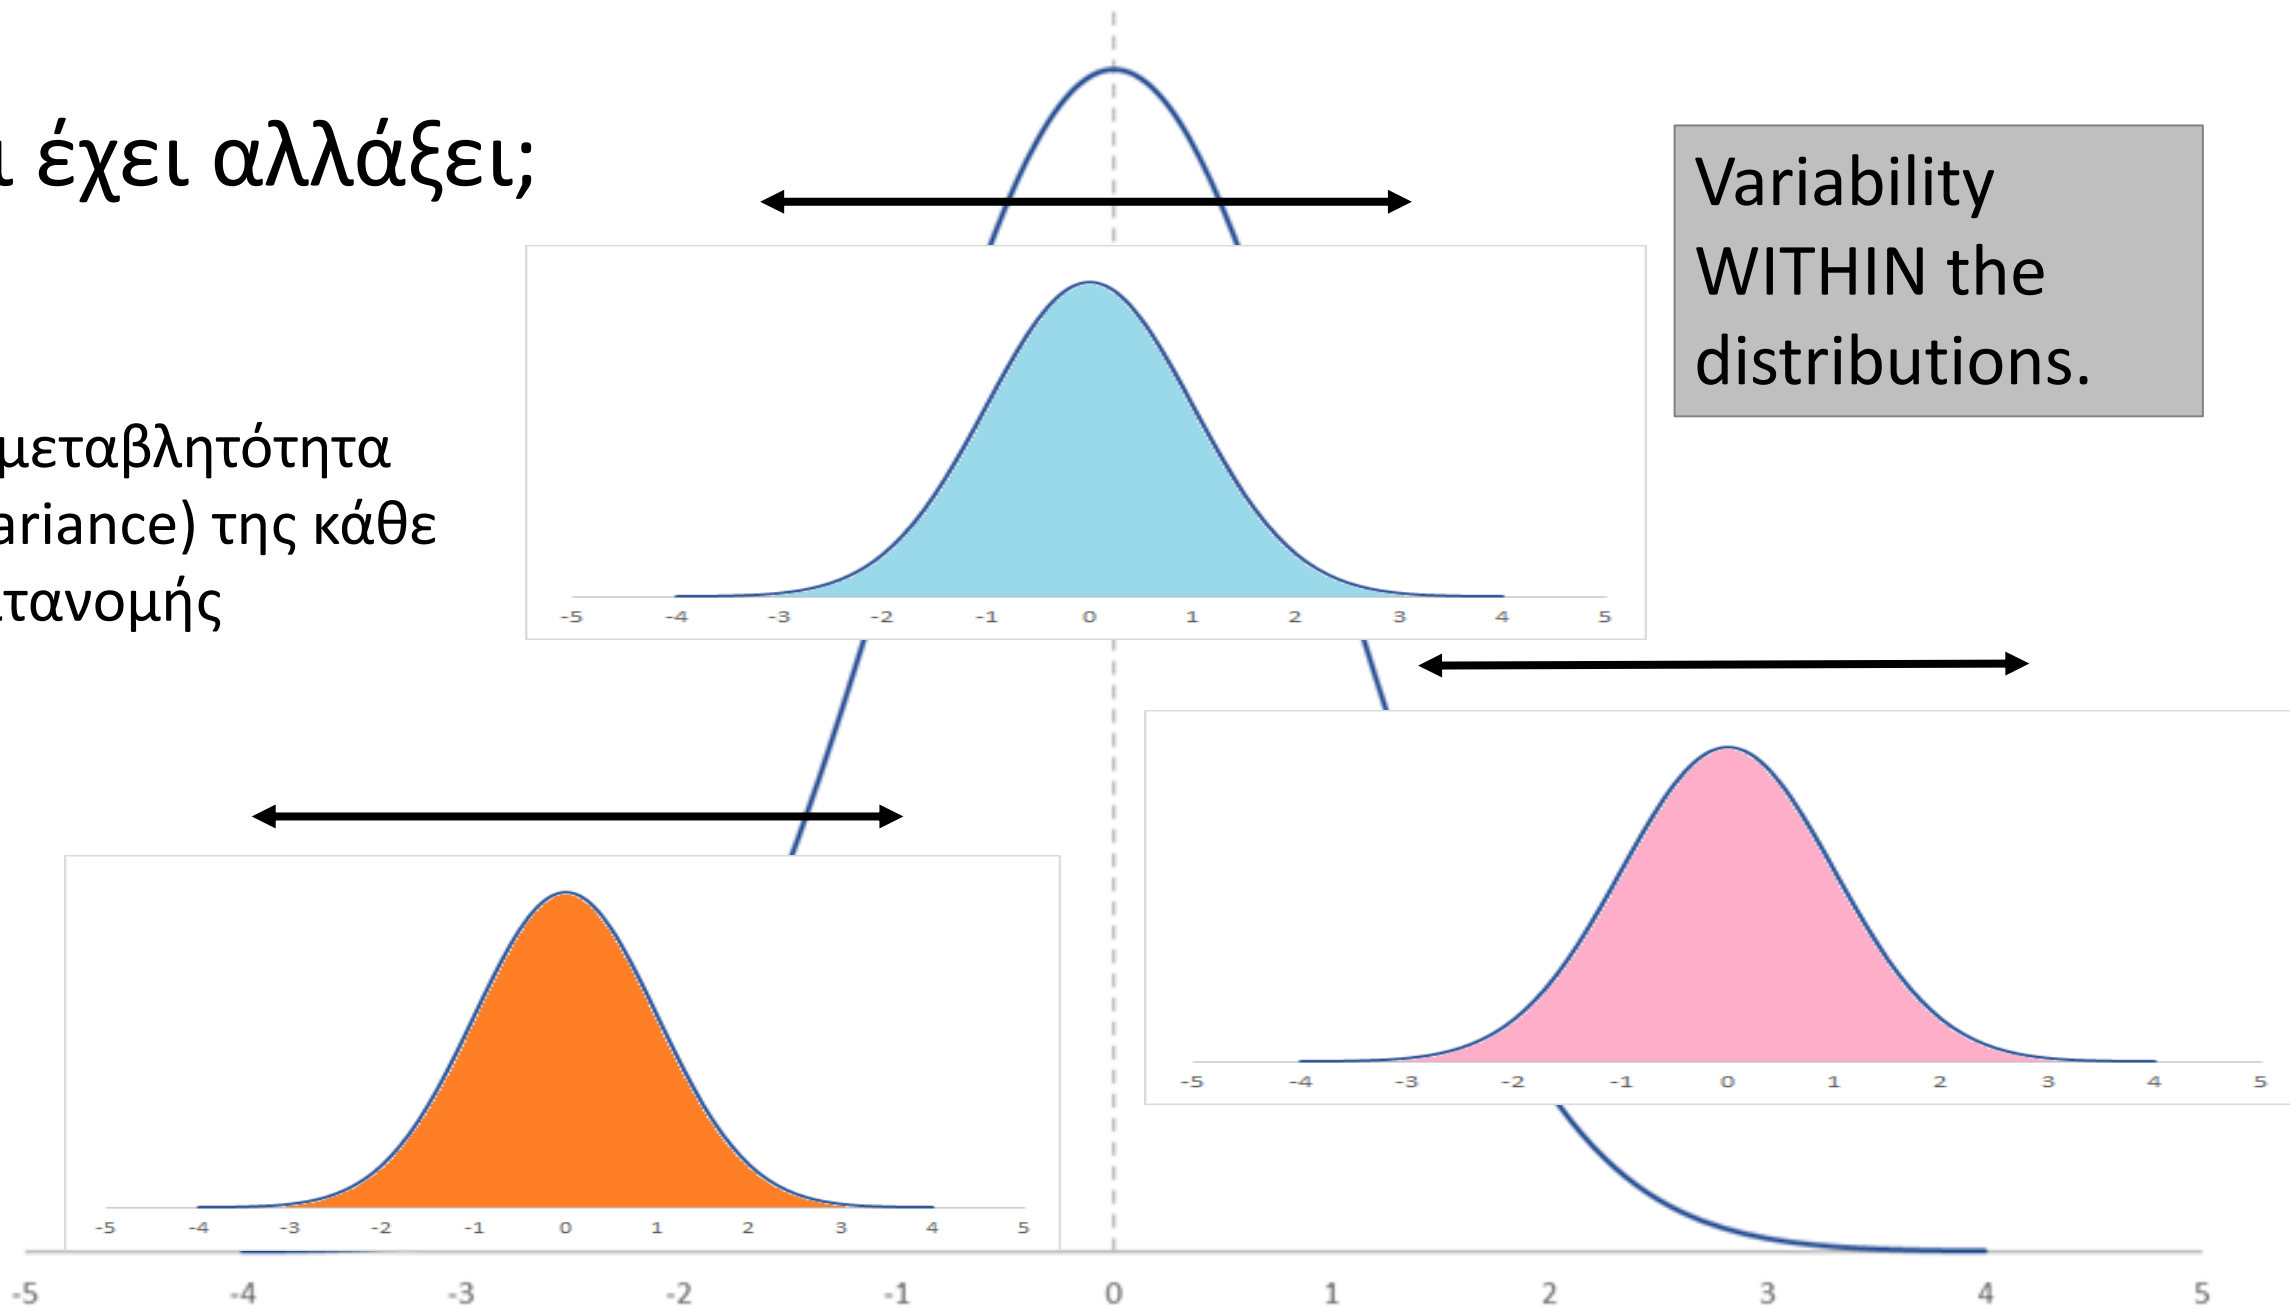 έχει αλλάξει;
Variability
WITHIN the
distributions.
μεταβλητότητα
ariance) της κάθε
τανομής
-5 -4 -3 -2 -1 0 1 2 3 4 5
-5 -4 -3 -2 -1 0 1 2 3 4 5
-5 -4 -3 -2 -1 0 1 2 3 4 5
-5 -4 -3 -2 -1 0 1 2 3 4 5